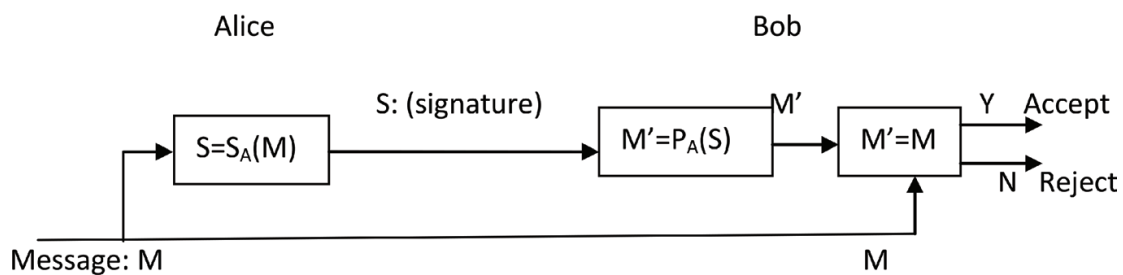 Alice
Bob
S: (signature)
M’
Y Accept
S=SA(M)
M’=PA(S)
M’=M
N Reject
Message: M
M